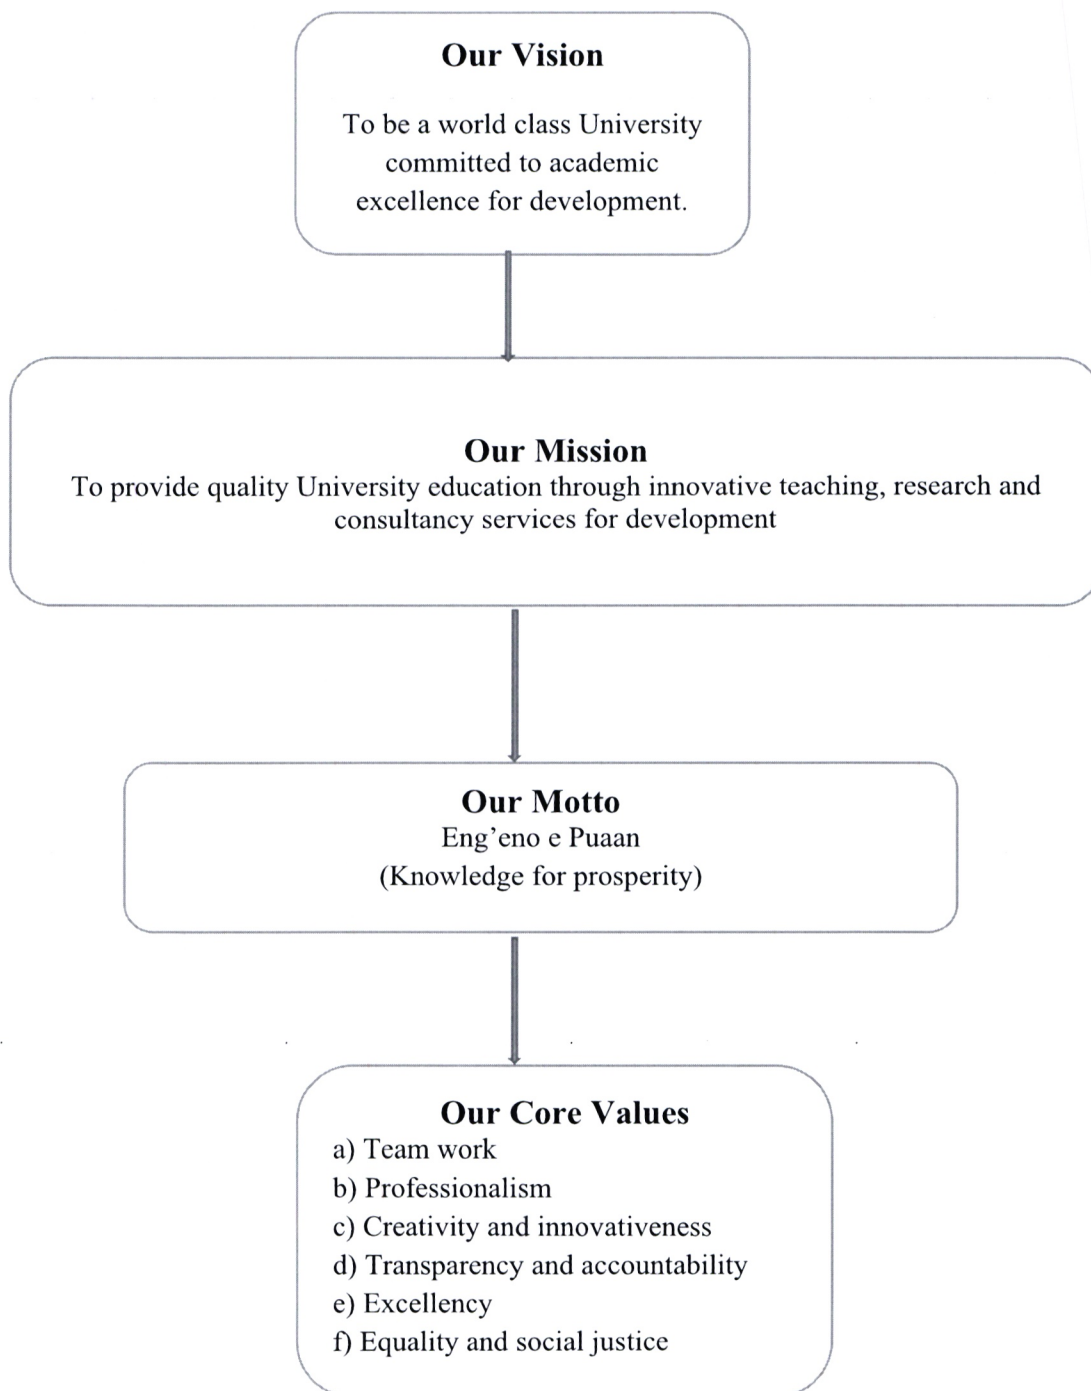 Our Vision
To be a world class University
committed to academic
excellence for development.
Our Mission
To provide quality University education through innovative teaching, research and
consultancy services for development
Our Motto
Eng’eno e Puaan
(Knowledge for prosperity)
Our Core Values
a) Team work
b) Professionalism
c) Creativity and innovativeness
d) Transparency and accountability
e) Excellency
f) Equality and social justice